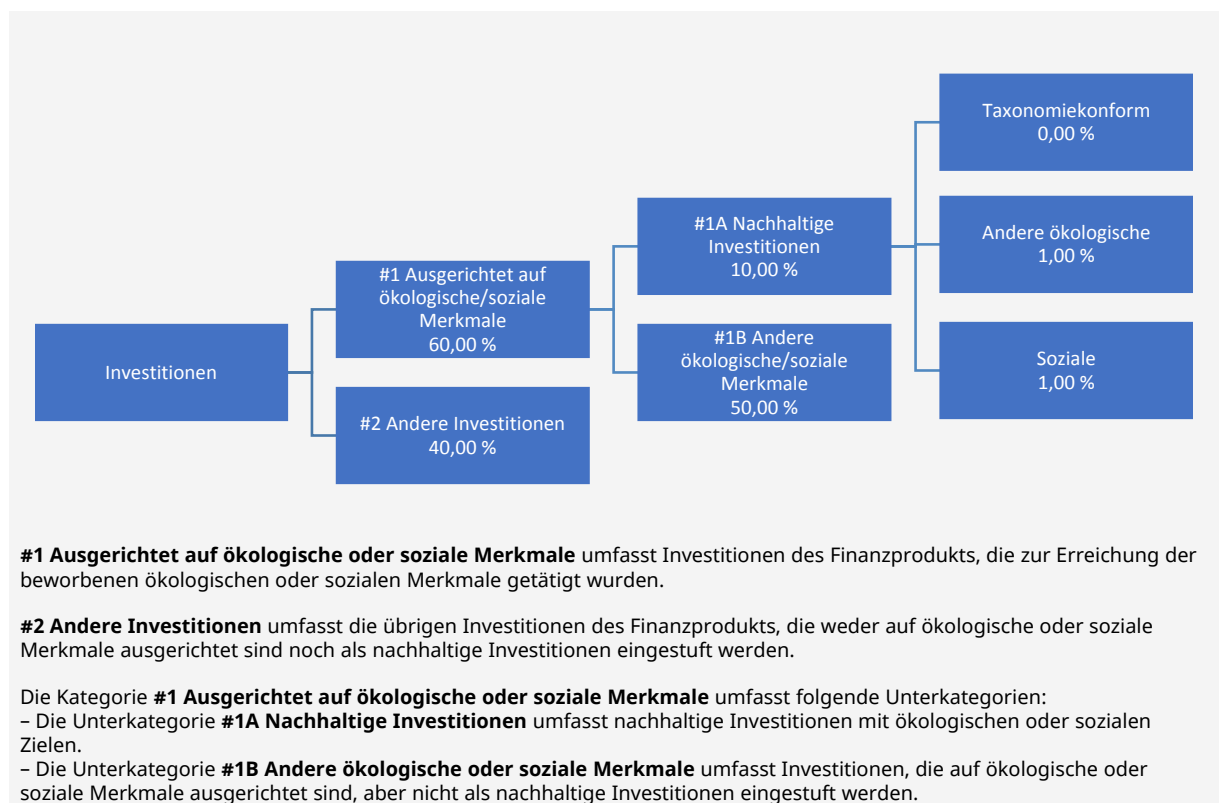 Taxonomiekonform
0,00 %
#1A Nachhaltige
Investitionen
10,00 %
Andere ökologische
1,00 %
#1 Ausgerichtet auf
ökologische/soziale
Merkmale
60,00 %
#1B Andere
ökologische/soziale
Merkmale
50,00 %
Investitionen
Soziale
1,00 %
#2 Andere Investitionen
40,00 %
#1 Ausgerichtet auf ökologische oder soziale Merkmale umfasst Investitionen des Finanzprodukts, die zur Erreichung der
beworbenen ökologischen oder sozialen Merkmale getätigt wurden.
#2 Andere Investitionen umfasst die übrigen Investitionen des Finanzprodukts, die weder auf ökologische oder soziale
Merkmale ausgerichtet sind noch als nachhaltige Investitionen eingestuft werden.
Die Kategorie #1 Ausgerichtet auf ökologische oder soziale Merkmale umfasst folgende Unterkategorien:
– Die Unterkategorie #1A Nachhaltige Investitionen umfasst nachhaltige Investitionen mit ökologischen oder sozialen
Zielen.
– Die Unterkategorie #1B Andere ökologische oder soziale Merkmale umfasst Investitionen, die auf ökologische oder
soziale Merkmale ausgerichtet sind, aber nicht als nachhaltige Investitionen eingestuft werden.